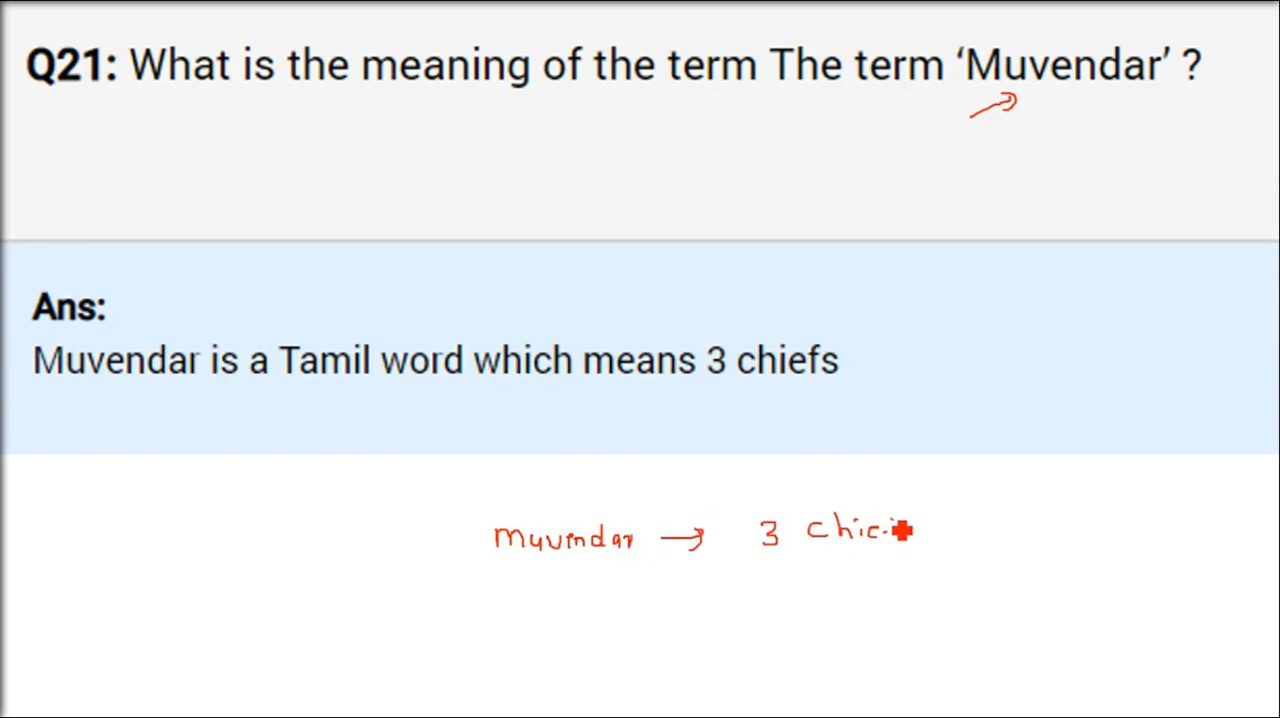 Q21: What is the meaning of the term The term ‘Muvendar’ ?
Ans:
Muvendar is a Tamil word which means 3 chiefs
Muvendar → 3